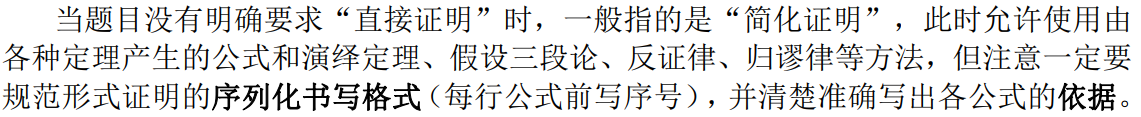 当题目没有明确要求“直接证明”时，一般指的是“简化证明”，此时允许使用由
各种定理产生的公式和演绎定理、假设三段论、反证律、归谬律等方法，但注意一定要
规范形式证明的序列化书写格式（每行公式前写序号），并清楚准确写出各公式的依据。